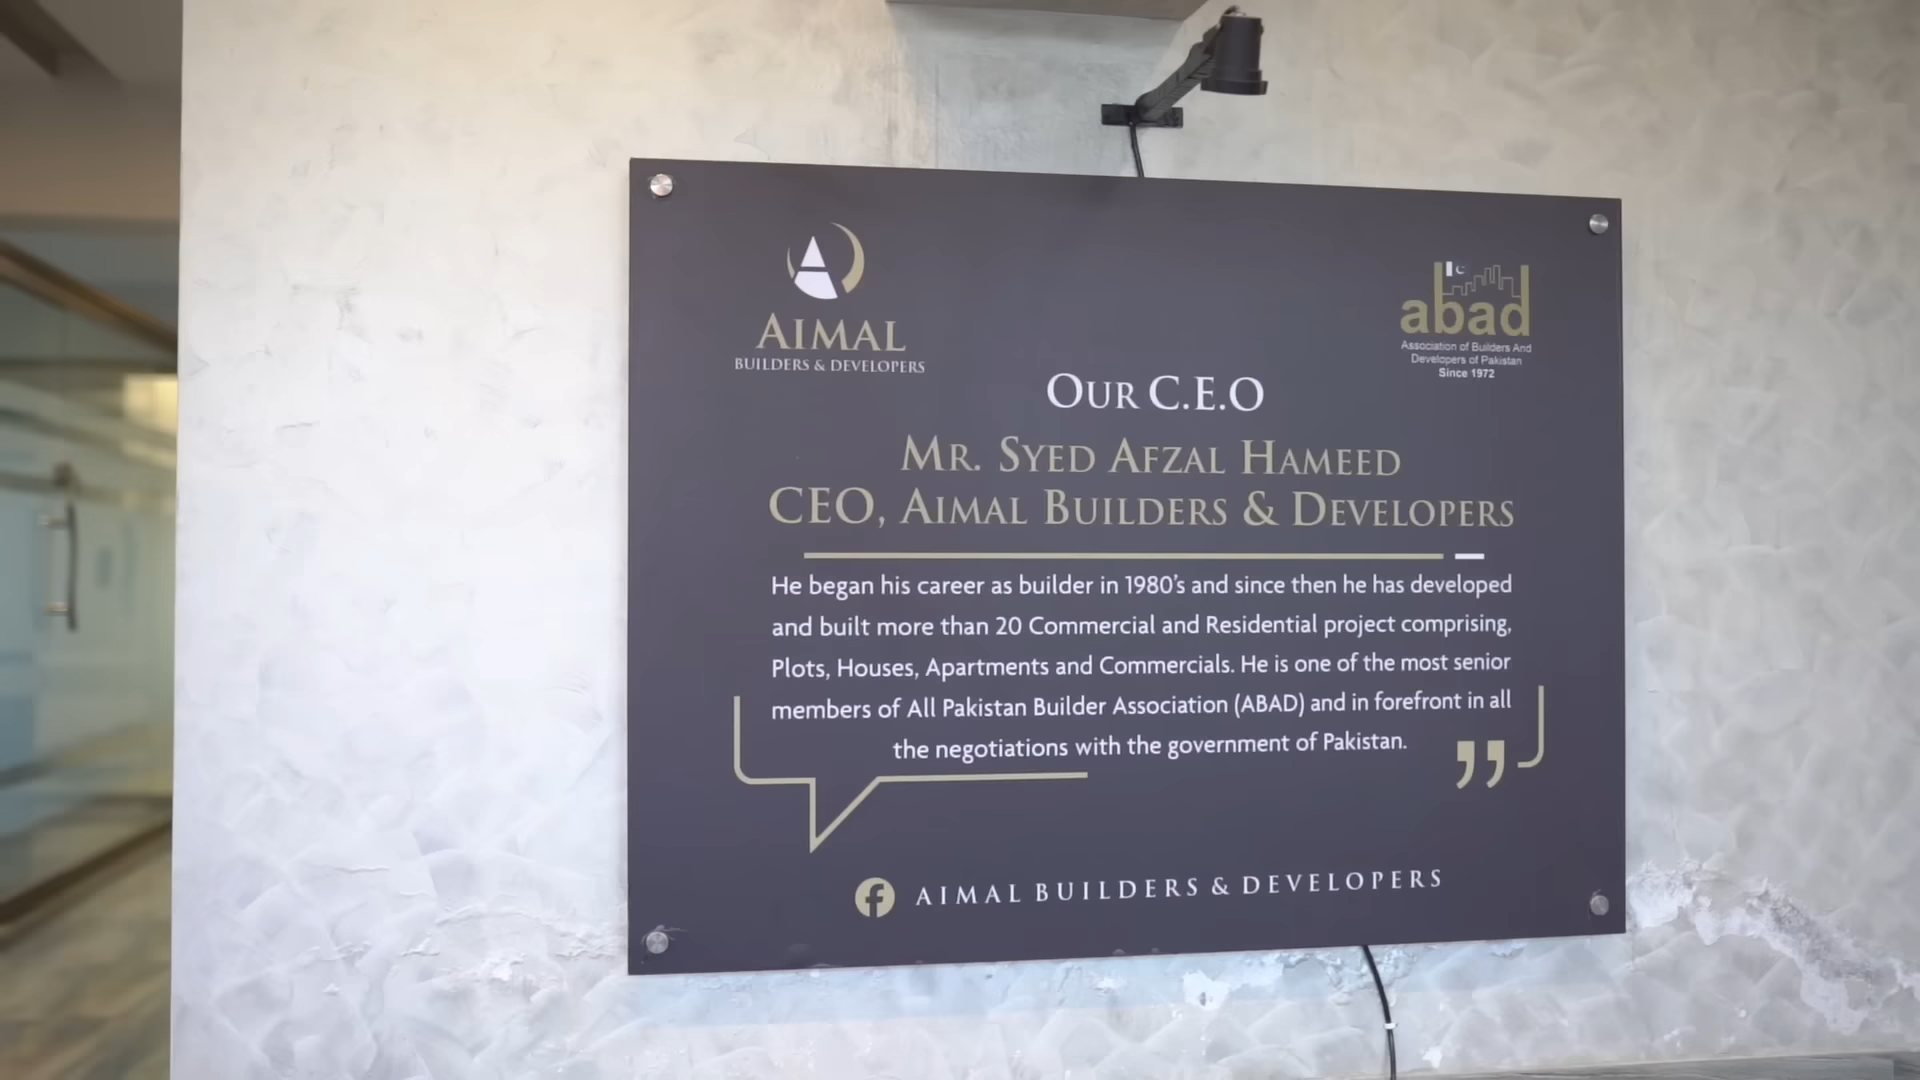 AIMAL
BUILDERS & DEVELOPERS
abad
Association of Builders And
Developers of Pakistan
Since 1972
OUR C.E.O
MR. SYED AFZAL HAMEED
CEO, AIMAL BUILDERS & DEVELOPERS
He began his career as builder in 1980's and since then he has developed
and built more than 20 Commercial and Residential project comprising,
Plots, Houses, Apartments and Commercials. He is one of the most senior
members of All Pakistan Builder Association (ABAD) and in forefront in all
the negotiations with the government of Pakistan.
AIMAL BUILDERS & DEVELOPERS